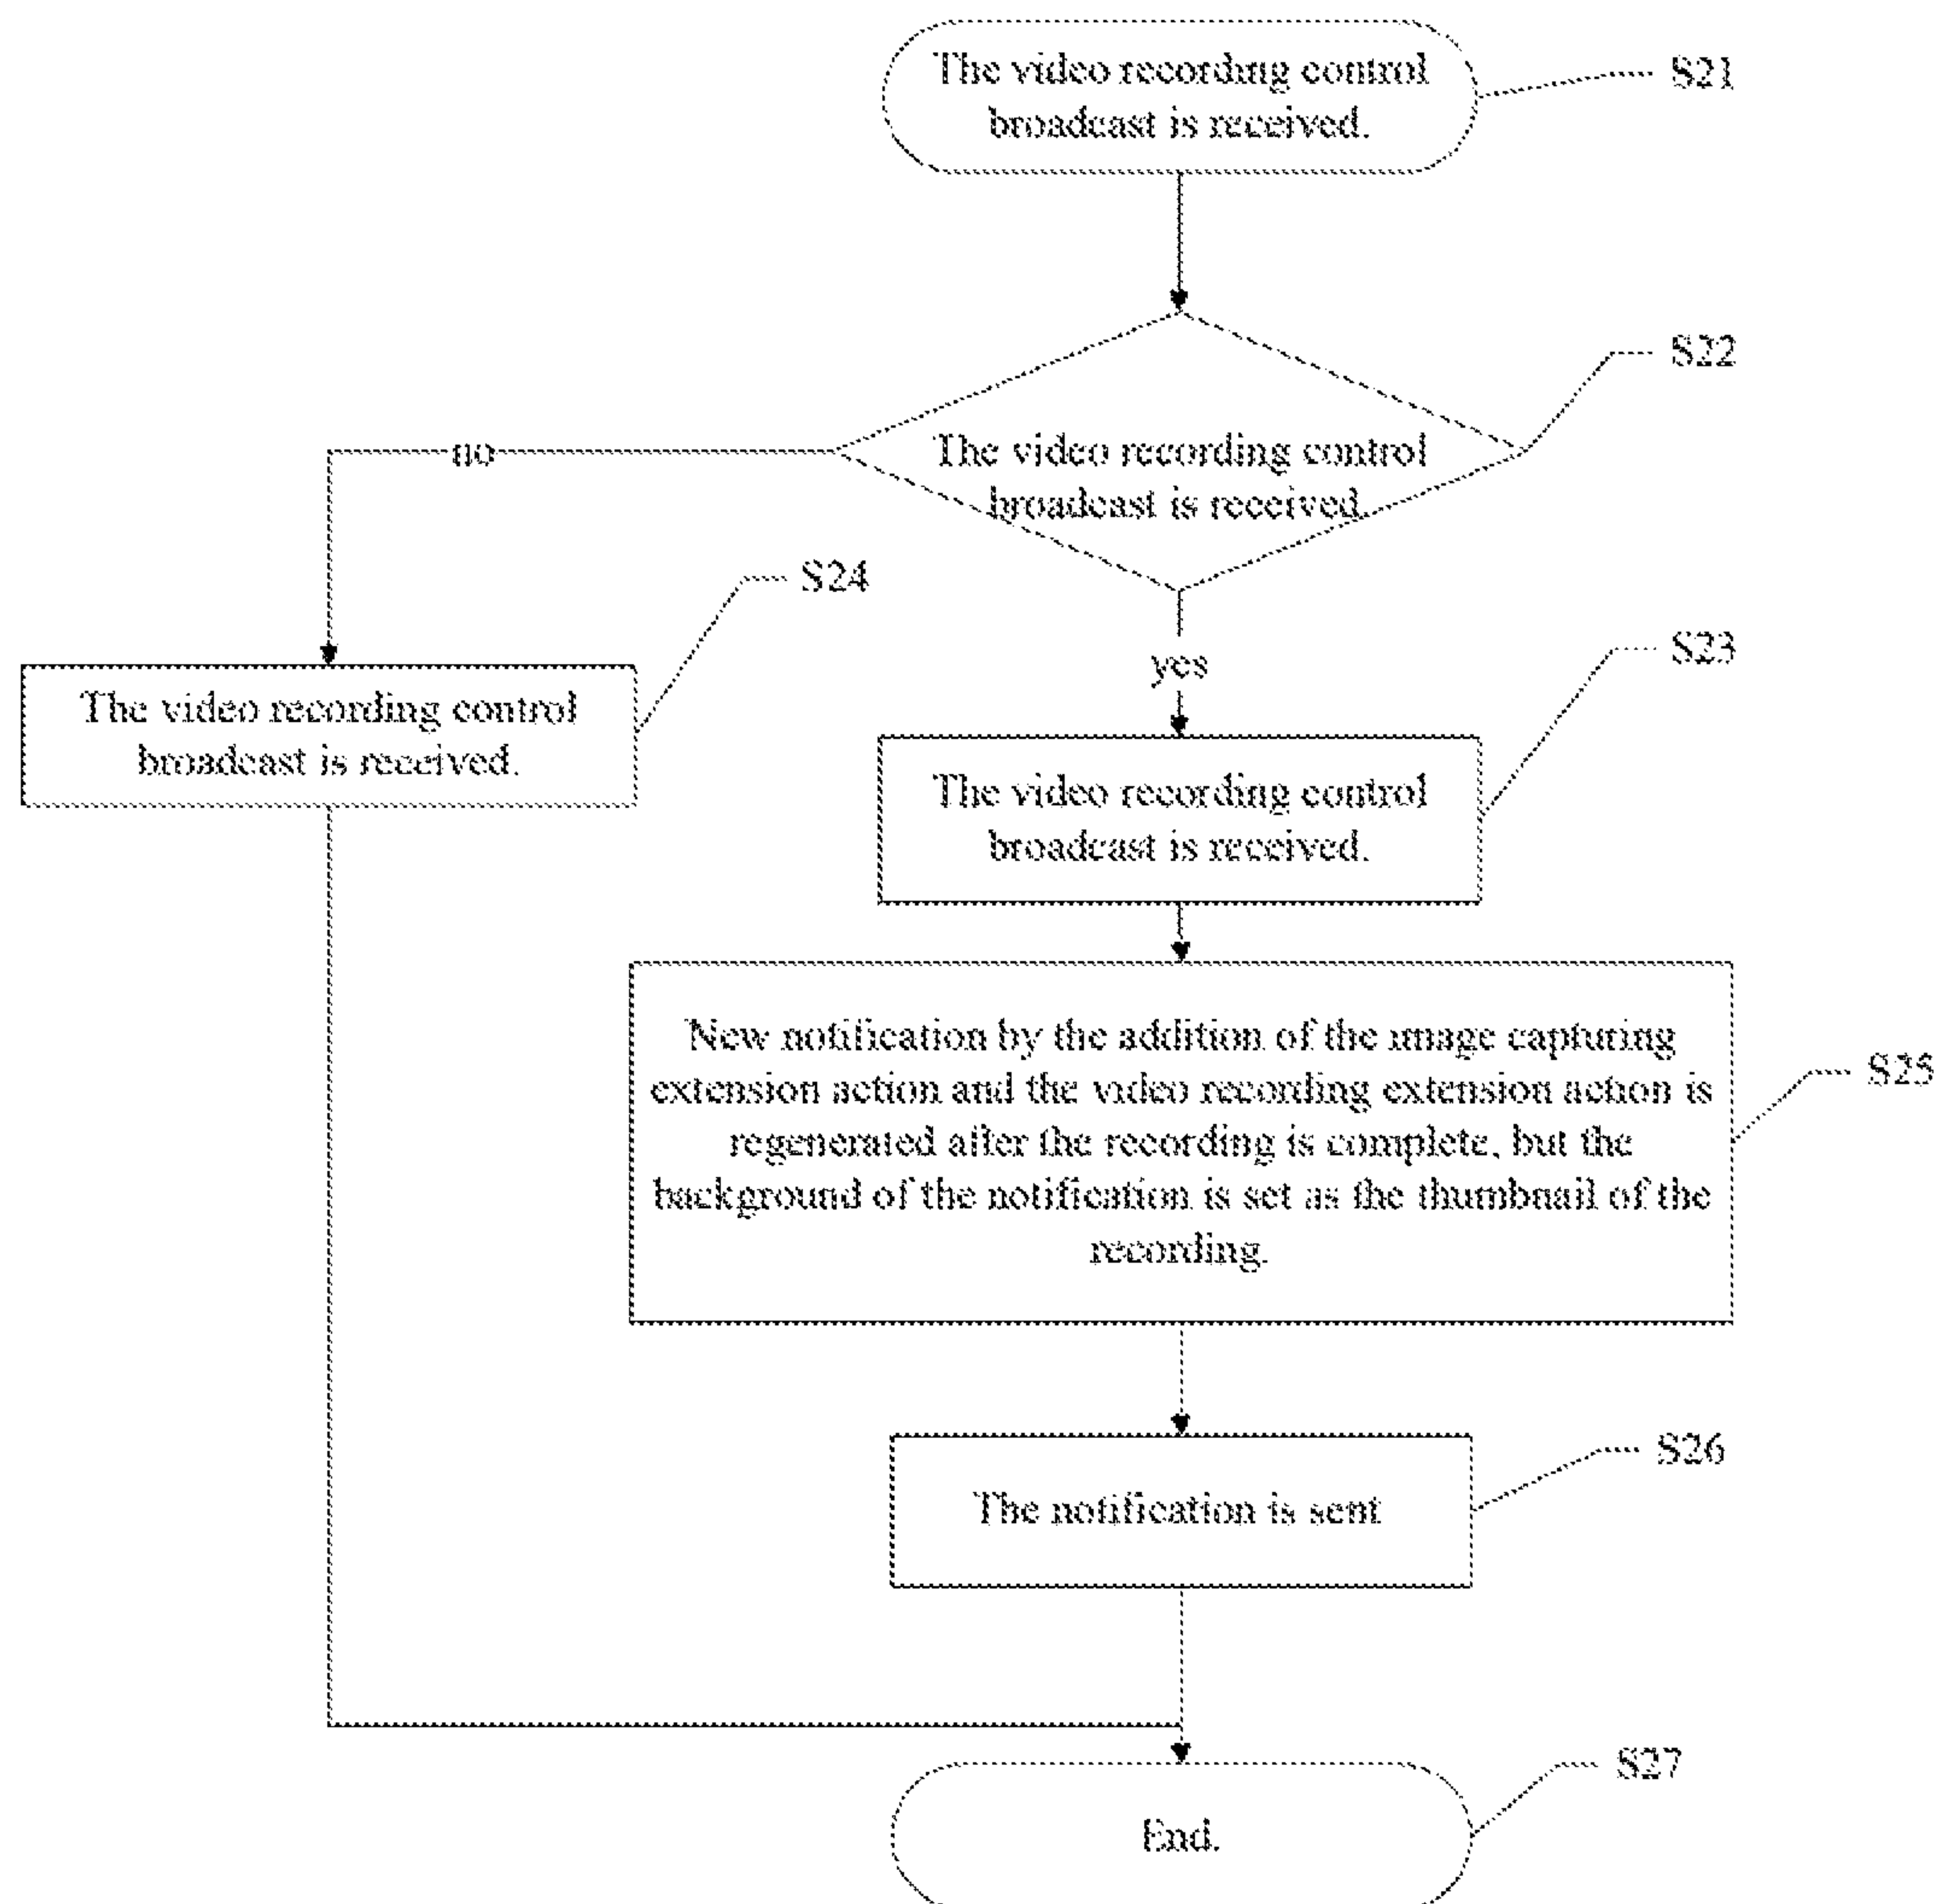 The video recording control
broadcast is received.
S21
S22
The video recording control
broadcast is received.
no
S24
yes
S23
The video recording control
broadcast is received.
The video recording control
broadcast is received.
New notification by the addition of the image capturing
extension action and the video recording extension action is
regenerated after the recording is complete, but the
background of the notification is set as the thumbnail of the
recording.
S25
S26
The notification is sent
S27
End.